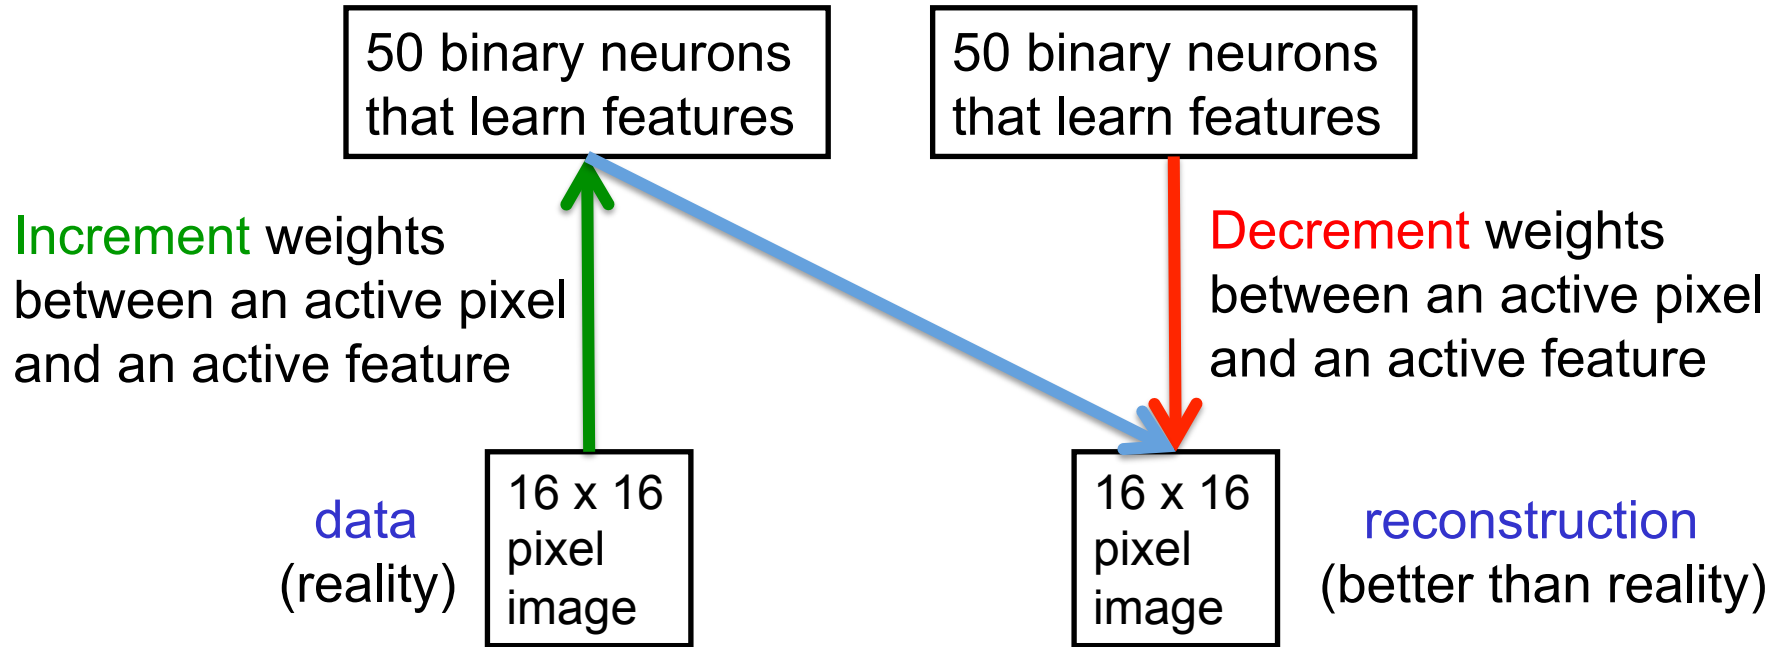 50 binary neurons
that learn features
50 binary neurons
that learn features
Increment weights
between an active pixel
and an active feature
Decrement weights
between an active pixel
and an active feature
data
(reality)
16 x 16
pixel
image
16 x 16
pixel
image
reconstruction
(better than reality)